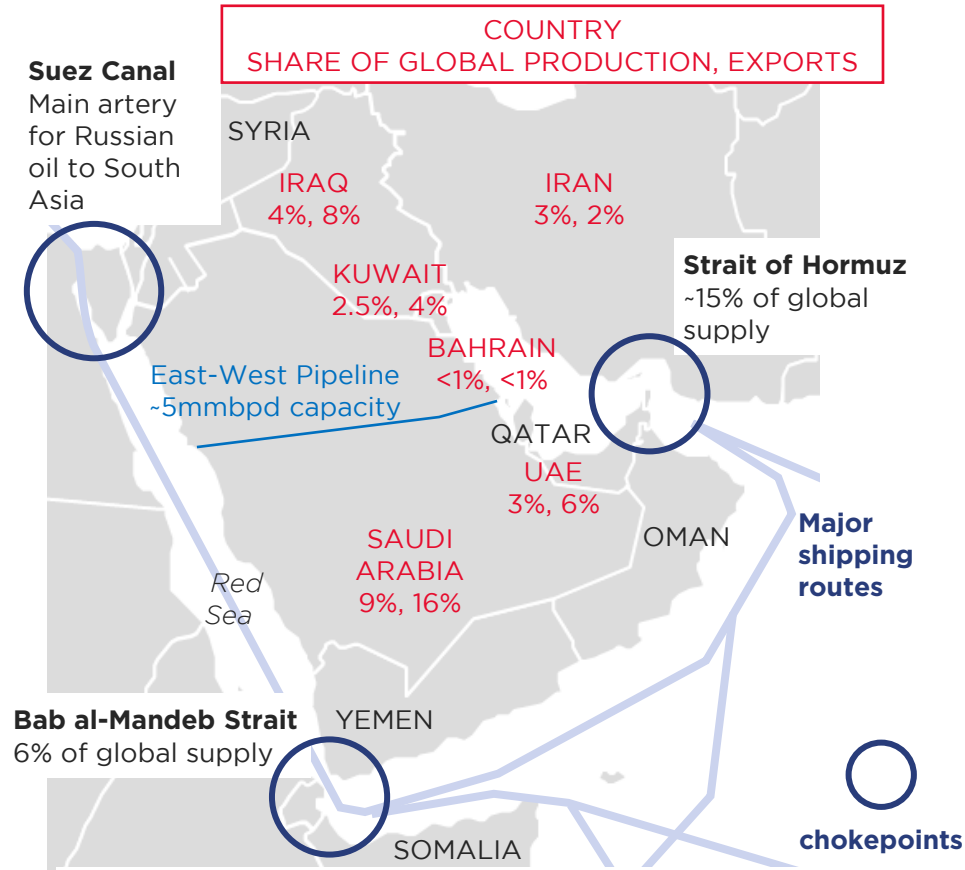 COUNTRY
SHARE OF GLOBAL PRODUCTION, EXPORTS
Suez Canal
Main artery
for Russian
oil to South
Asia
SYRIA
IRAQ
4%, 8%
IRAN
3%, 2%
KUWAIT
2.5%, 4%
Strait of Hormuz
~15% of global
supply
BAHRAIN
<1%, <1%
East-West Pipeline
~5mmbpd capacity
QATAR
UAE
3%, 6%
SAUDI
ARABIA
9%, 16%
OMAN
Major
shipping
routes
Red
Sea
Bab al-Mandeb Strait
6% of global supply
YEMEN
SOMALIA
chokepoints